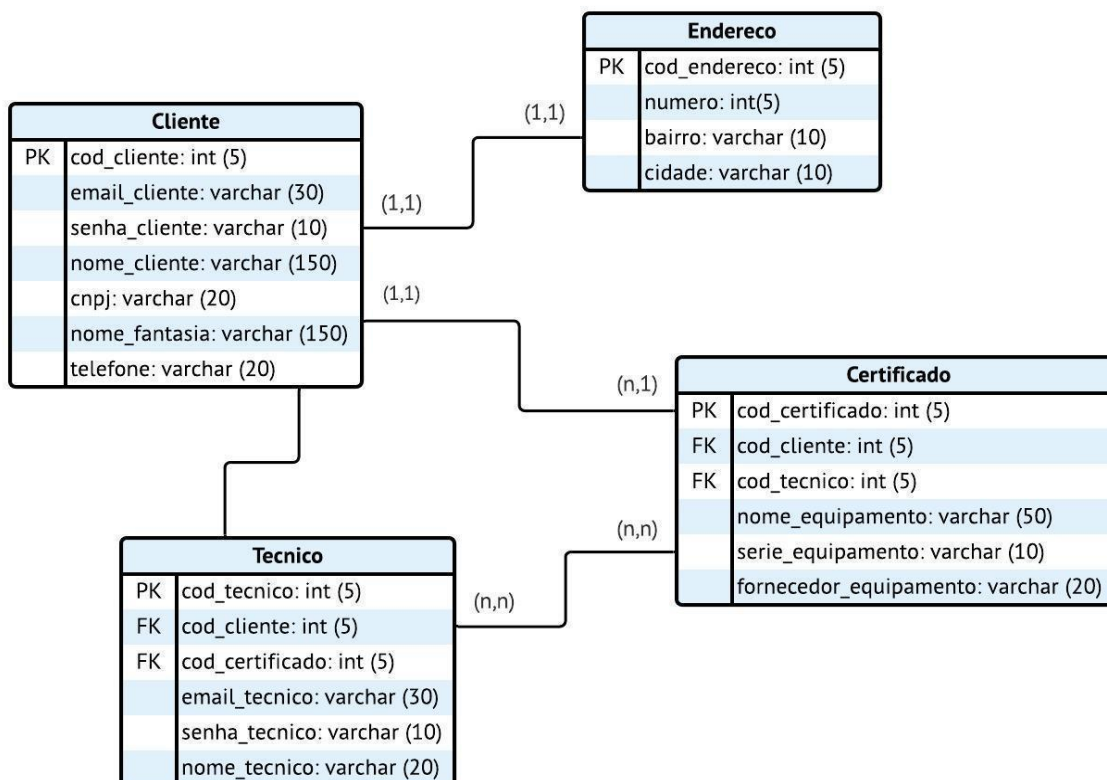 Endereco
PK cod_endereco: int (5)
numero: int(5)
bairro: varchar (10)
cidade: varchar (10)
(1,1)
Cliente
PK cod_cliente: int (5)
email_cliente: varchar (30)
senha_cliente: varchar (10)
nome_cliente: varchar (150)
cnpj: varchar (20)
nome_fantasia: varchar (150)
telefone: varchar (20)
(1,1)
(1,1)
(n,1)
Certificado
PK cod_certificado: int (5)
FK cod_cliente: int (5)
FK cod_tecnico: int (5)
nome_equipamento: varchar (50)
serie_equipamento: varchar (10)
fornecedor_equipamento: varchar (20)
(n,n)
(n,n)
Tecnico
PK cod_tecnico: int (5)
FK cod_cliente: int (5)
FK cod_certificado: int (5)
email_tecnico: varchar (30)
senha_tecnico: varchar (10)
nome_tecnico: varchar (20)